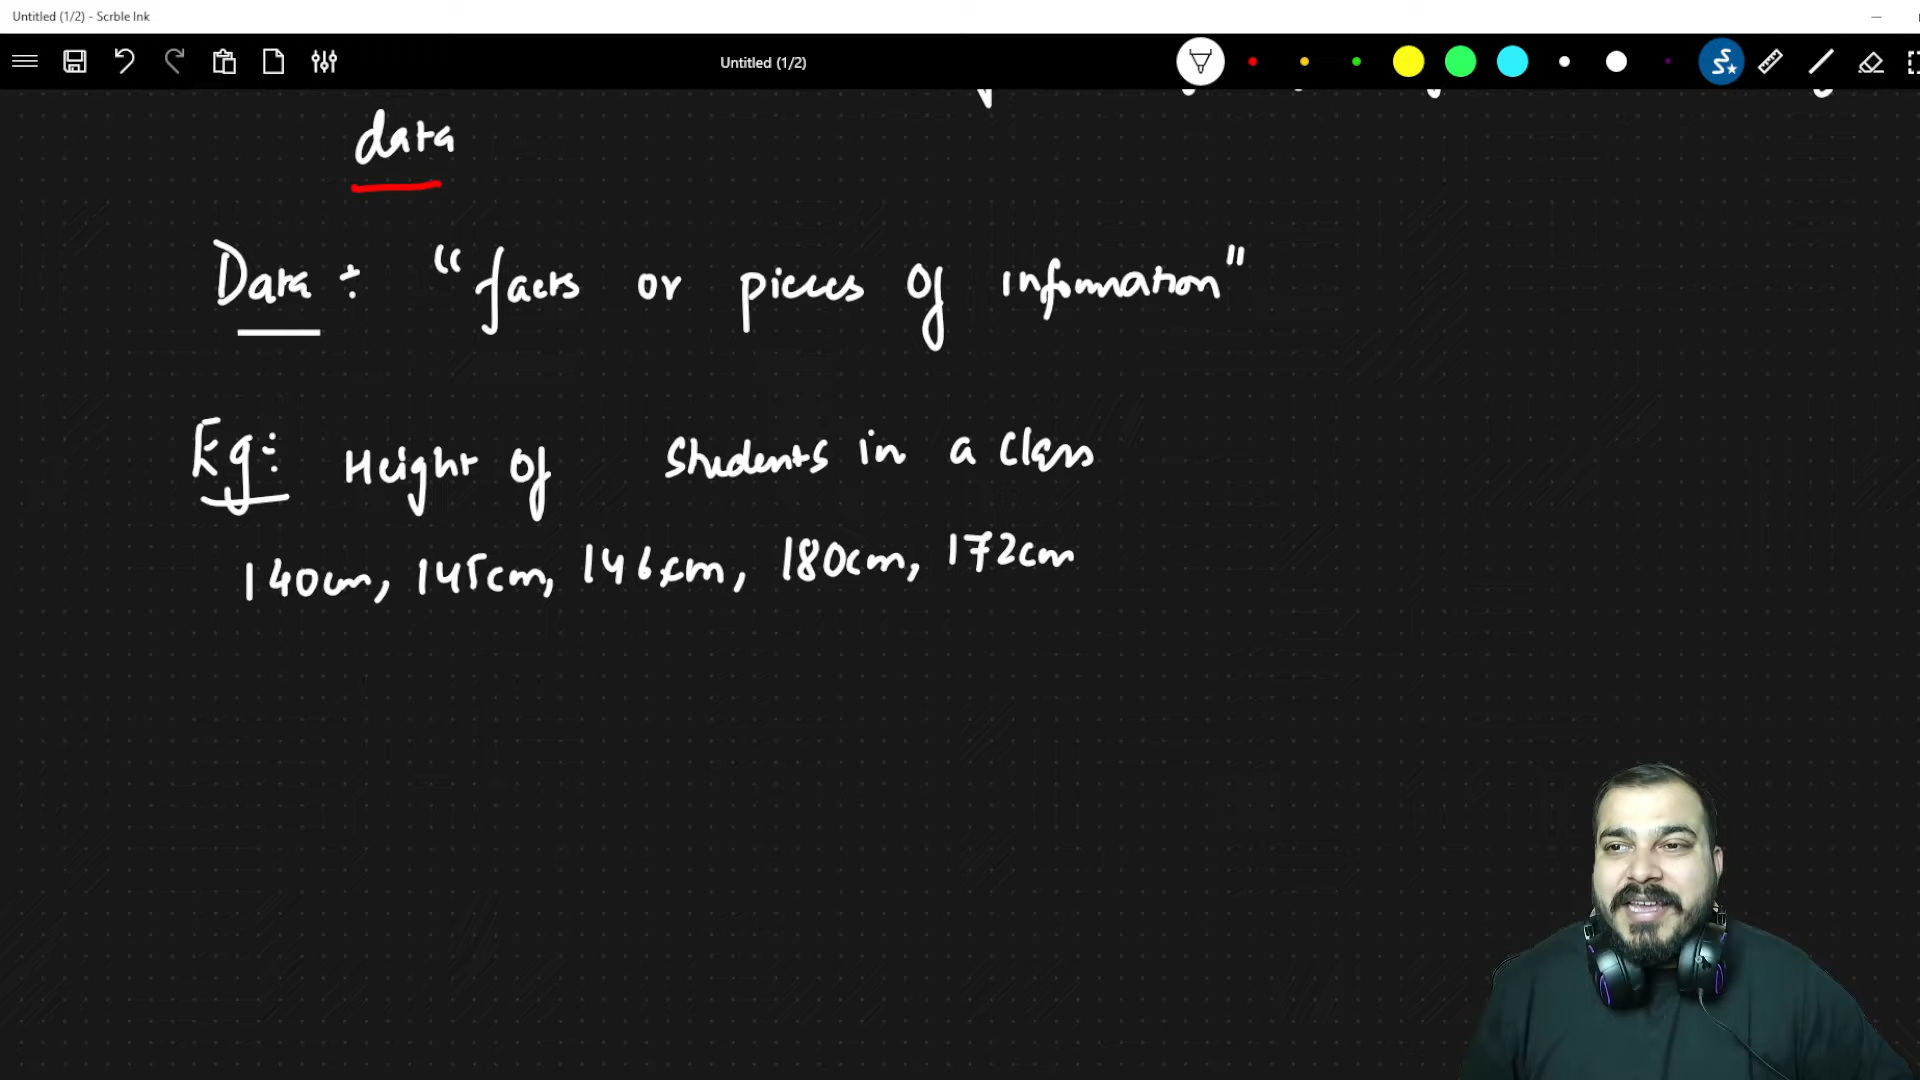 Untitled (1/2) - Scrble Ink
Untitled (1/2)
data
Data : "facts or pieces of information"
Eg: Height of students in a class
140cm, 145cm, 146cm, 180cm, 172cm